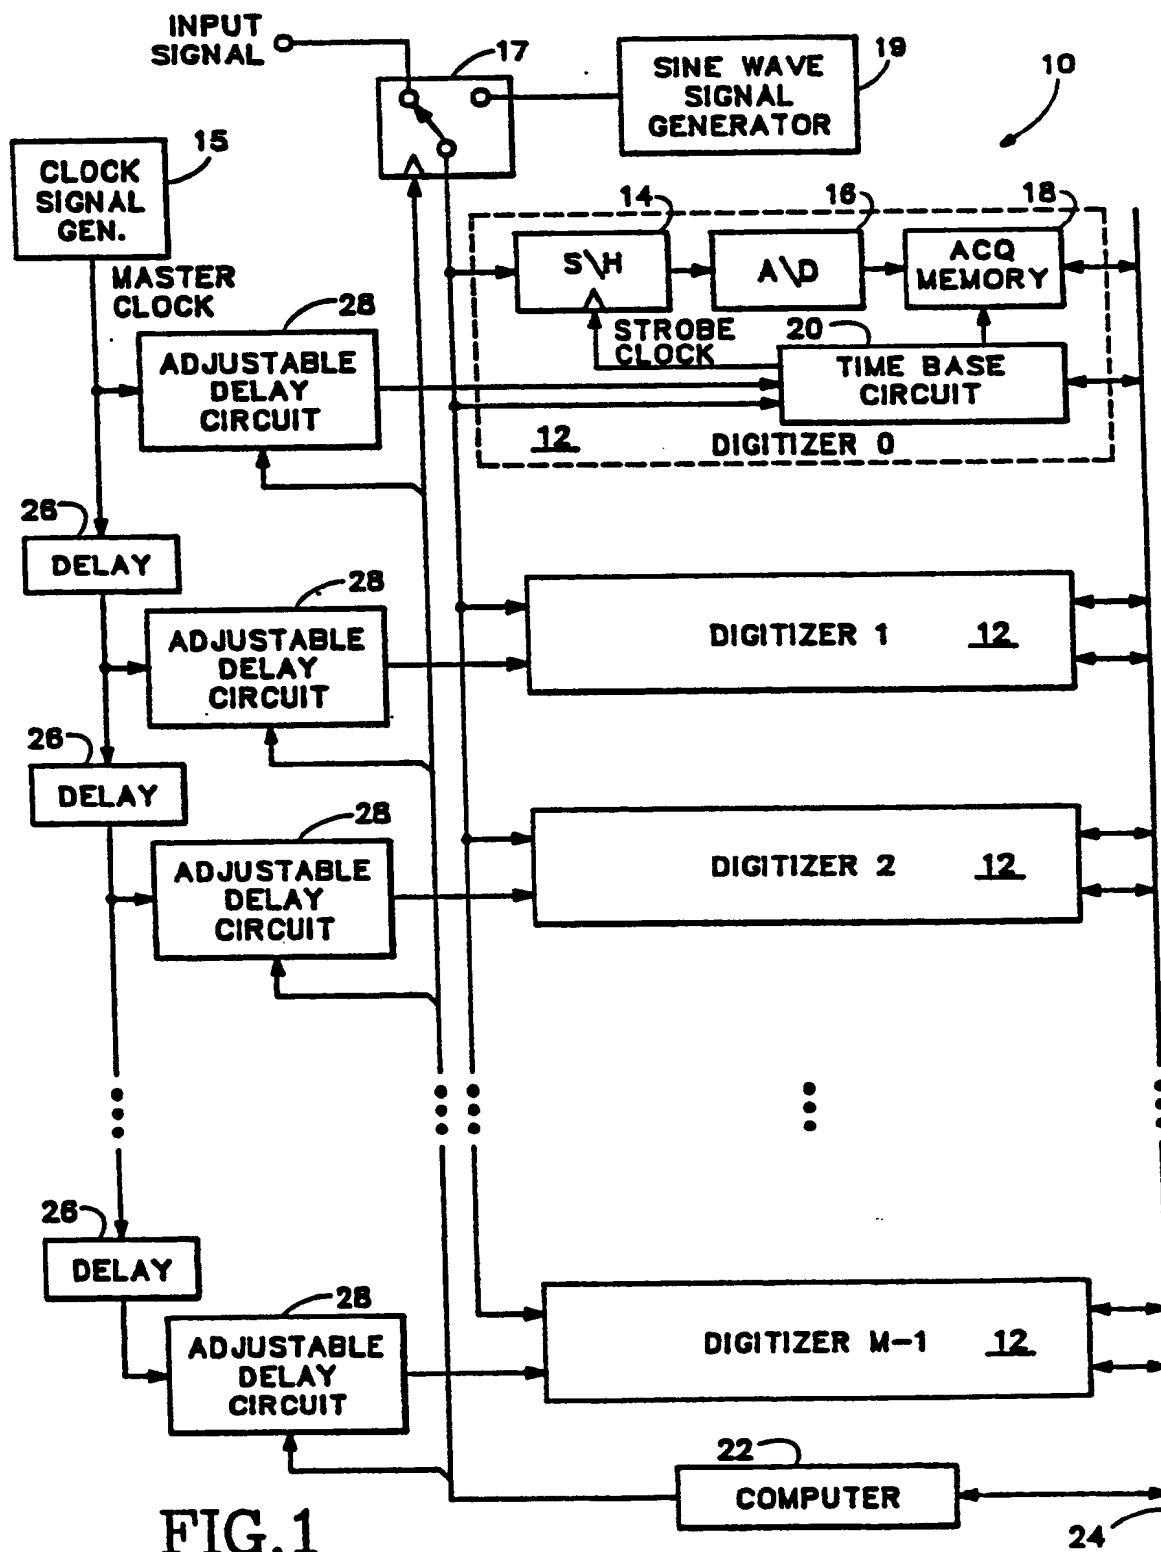 INPUT
SIGNAL
17
SINE WAVE
SIGNAL
GENERATOR
19
10
CLOCK
SIGNAL
GEN.
15
MASTER
CLOCK
14
16
18
S\H
A\D
ACQ
MEMORY
STROBE
CLOCK
20
TIME BASE
CIRCUIT
12
DIGITIZER 0
28
ADJUSTABLE
DELAY
CIRCUIT
26
DELAY
28
ADJUSTABLE
DELAY
CIRCUIT
DIGITIZER 1
12
26
DELAY
28
ADJUSTABLE
DELAY
CIRCUIT
DIGITIZER 2
12
26
DELAY
28
ADJUSTABLE
DELAY
CIRCUIT
DIGITIZER M-1
12
22
COMPUTER
24
FIG.1